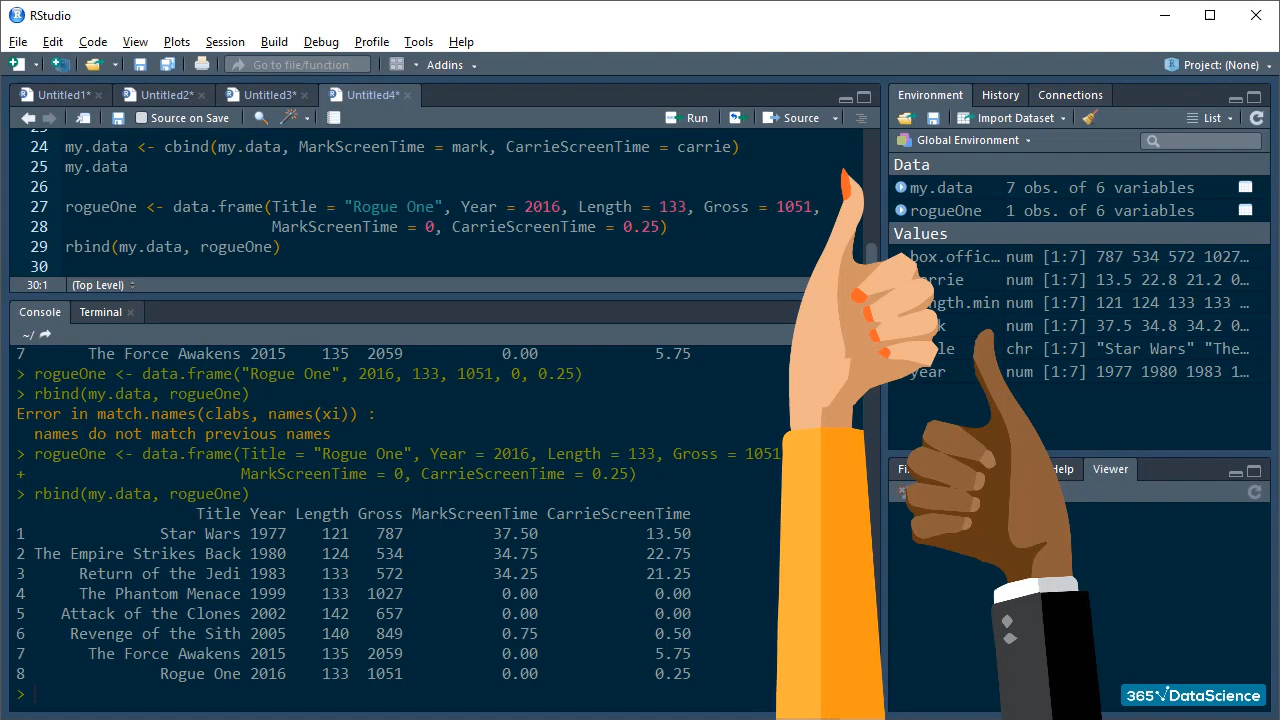 RStudio
File Edit Code View Plots Session Build Debug Profile Tools Help
Go to file/function Addins Project: (None)
Untitled1* Untitled2* Untitled3* Untitled4*
Source on Save Run Source
24 my.data <- cbind(my.data, MarkScreenTime = mark, CarrieScreenTime = carrie)
25 my.data
26
27 rogueOne <- data.frame(Title = "Rogue One", Year = 2016, Length = 133, Gross = 1051,
28 MarkScreenTime = 0, CarrieScreenTime = 0.25)
29 rbind(my.data, rogueOne)
30
30:1 (Top Level)
Console Terminal
~/
7 The Force Awakens 2015 135 2059 0.00 5.75
> rogueOne <- data.frame("Rogue One", 2016, 133, 1051, 0, 0.25)
> rbind(my.data, rogueOne)
Error in match.names(clabs, names(xi)) :
names do not match previous names
> rogueOne <- data.frame(Title = "Rogue One", Year = 2016, Length = 133, Gross = 1051
+ MarkScreenTime = 0, CarrieScreenTime = 0.25)
> rbind(my.data, rogueOne)
Title Year Length Gross MarkScreenTime CarrieScreenTime
1 Star Wars 1977 121 787 37.50 13.50
2 The Empire Strikes Back 1980 124 534 34.75 22.75
3 Return of the Jedi 1983 133 572 34.25 21.25
4 The Phantom Menace 1999 133 1027 0.00 0.00
5 Attack of the Clones 2002 142 657 0.00 0.00
6 Revenge of the Sith 2005 140 849 0.75 0.50
7 The Force Awakens 2015 135 2059 0.00 5.75
8 Rogue One 2016 133 1051 0.00 0.25
>
Environment History Connections
Import Dataset List
Global Environment
Data
my.data 7 obs. of 6 variables
rogueOne 1 obs. of 6 variables
Values
box.offic… num [1:7] 787 534 572 1027…
num [1:7] 13.5 22.8 21.2 0…
num [1:7] 121 124 133 133 …
num [1:7] 37.5 34.8 34.2 0…
chr [1:7] "Star Wars" "The…
year num [1:7] 1977 1980 1983 1…
Viewer
365 DataScience